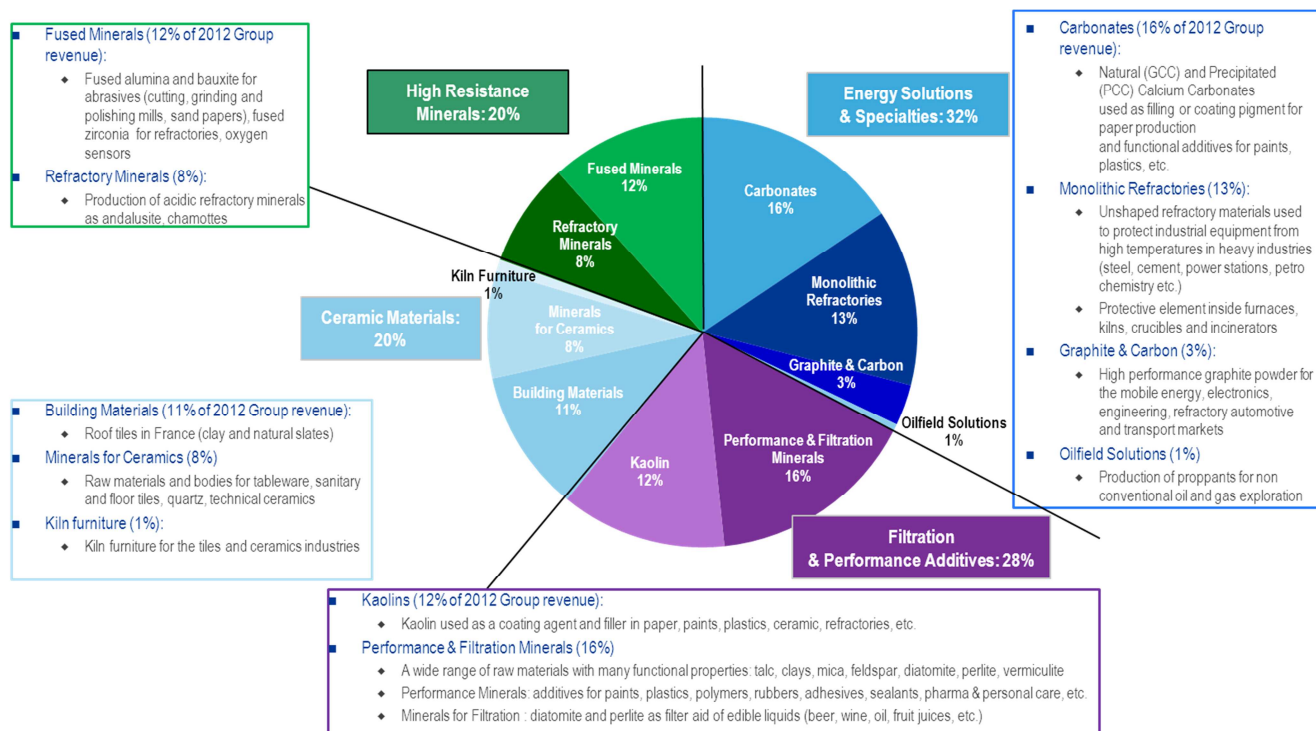 ■ Fused Minerals (12% of 2012 Group
revenue):
◆ Fused alumina and bauxite for
abrasives (cutting, grinding and
polishing mills, sand papers), fused
zirconia for refractories, oxygen
sensors
■ Refractory Minerals (8%):
◆ Production of acidic refractory minerals
as andalusite, chamottes
High Resistance
Minerals: 20%
Energy Solutions
& Specialties: 32%
■ Carbonates (16% of 2012 Group
revenue):
◆ Natural (GCC) and Precipitated
(PCC) Calcium Carbonates
used as filling or coating pigment for
paper production
and functional additives for paints,
plastics, etc.
■ Monolithic Refractories (13%):
◆ Unshaped refractory materials used
to protect industrial equipment from
high temperatures in heavy industries
(steel, cement, power stations, petro
chemistry etc.)
◆ Protective element inside furnaces,
kilns, crucibles and incinerators
■ Graphite & Carbon (3%):
◆ High performance graphite powder for
the mobile energy, electronics,
engineering, refractory automotive
and transport markets
■ Oilfield Solutions (1%)
◆ Production of proppants for non
conventional oil and gas exploration
Fused Minerals
12%
Carbonates
16%
Refractory
Minerals
8%
Kiln Furniture
1%
Monolithic
Refractories
13%
Ceramic Materials:
20%
Minerals
for Ceramics
8%
Graphite & Carbon
3%
Building Materials
11%
Oilfield Solutions
1%
Performance & Filtration
Minerals
16%
Kaolin
12%
Filtration
& Performance Additives: 28%
■ Building Materials (11% of 2012 Group revenue):
◆ Roof tiles in France (clay and natural slates)
■ Minerals for Ceramics (8%)
◆ Raw materials and bodies for tableware, sanitary
and floor tiles, quartz, technical ceramics
■ Kiln furniture (1%):
◆ Kiln furniture for the tiles and ceramics industries
■ Kaolins (12% of 2012 Group revenue):
◆ Kaolin used as a coating agent and filler in paper, paints, plastics, ceramic, refractories, etc.
■ Performance & Filtration Minerals (16%)
◆ A wide range of raw materials with many functional properties: talc, clays, mica, feldspar, diatomite, perlite, vermiculite
◆ Performance Minerals: additives for paints, plastics, polymers, rubbers, adhesives, sealants, pharma & personal care, etc.
◆ Minerals for Filtration : diatomite and perlite as filter aid of edible liquids (beer, wine, oil, fruit juices, etc.)